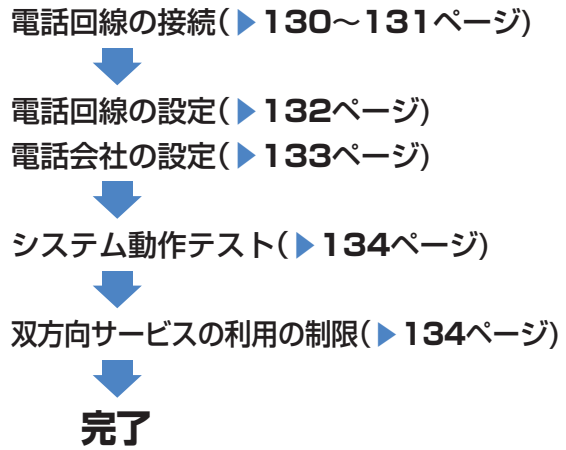 電話回線の接続(▶130～131ページ)
電話回線の設定(▶132ページ)
電話会社の設定(▶133ページ)
システム動作テスト(▶134ページ)
双方向サービスの利用の制限(▶134ページ)
完了